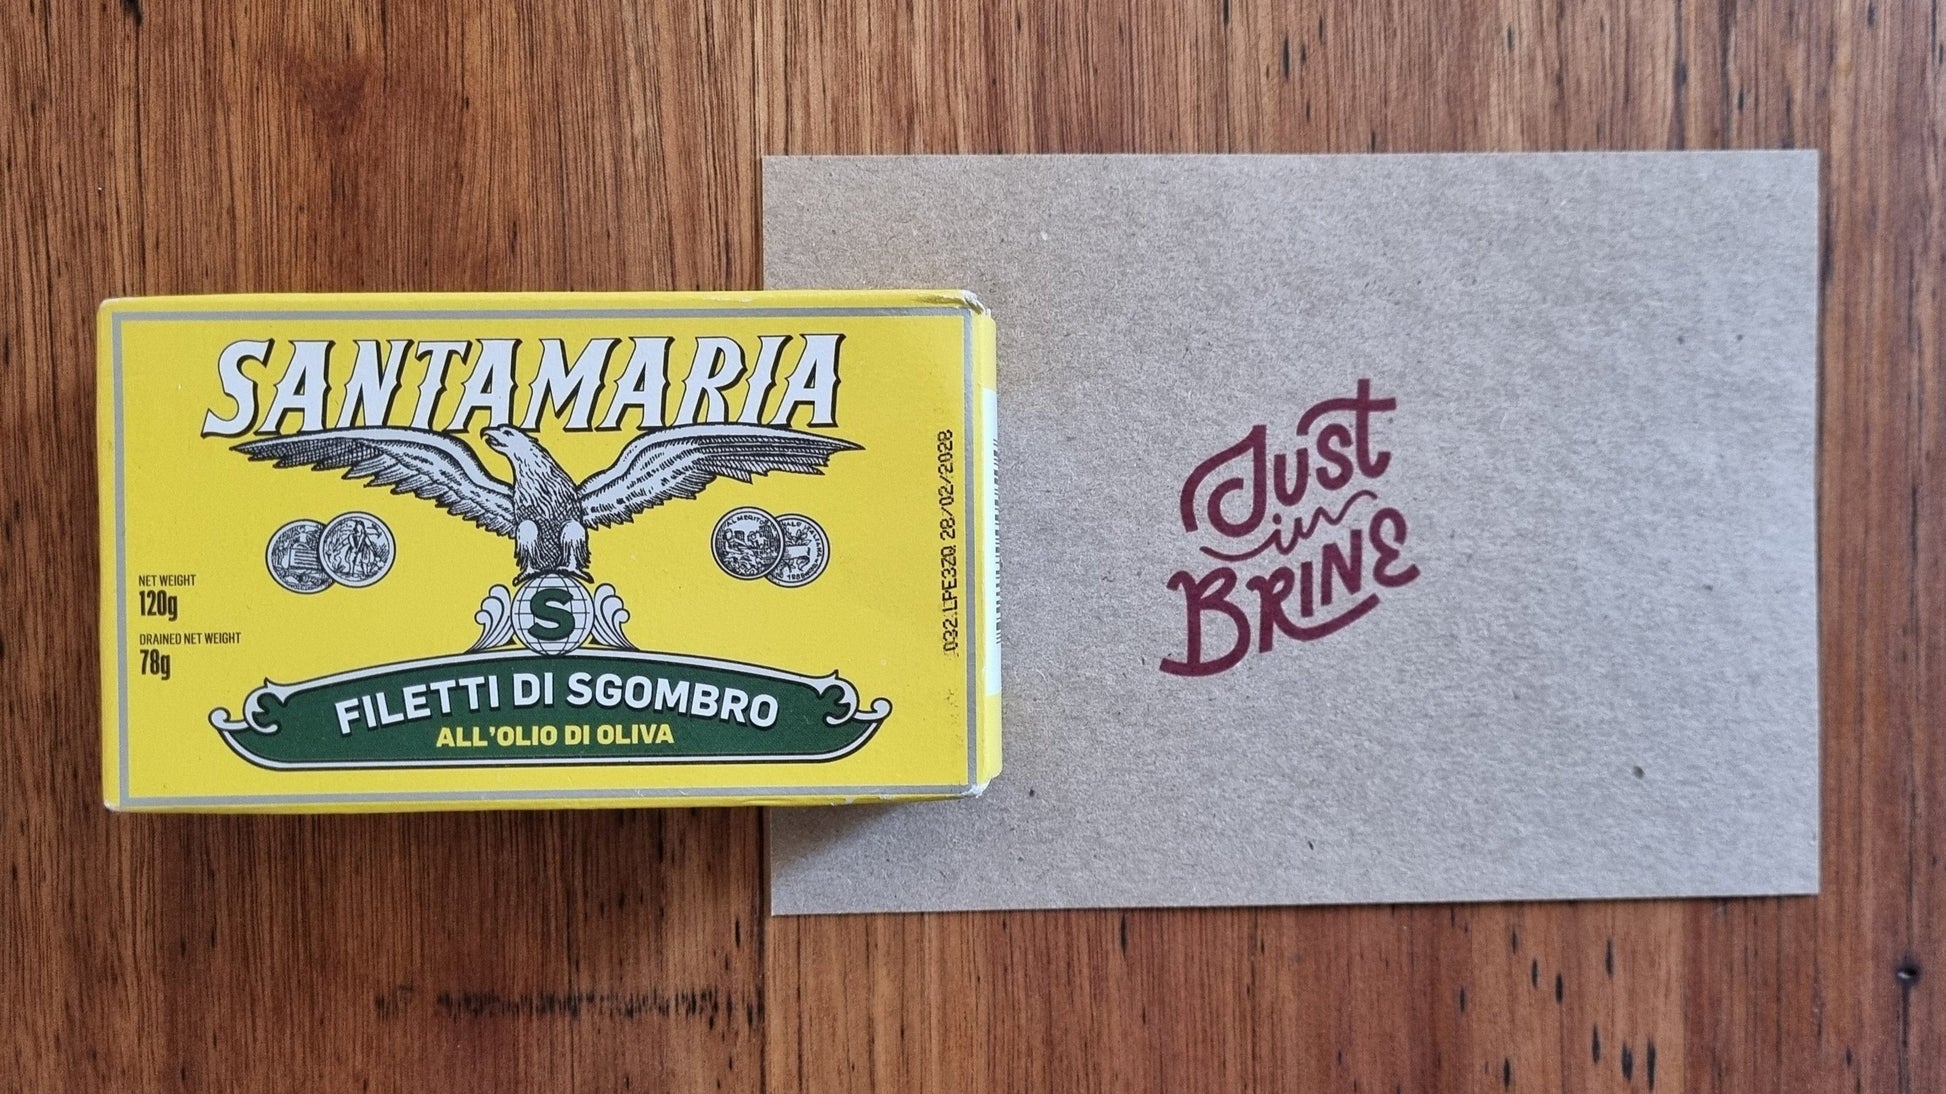 SANTAMARIA
NET WEIGHT
120g
DRAINED NET WEIGHT
78g
S
FILETTI DI SGOMBRO
ALL'OLIO DI OLIVA
032.LPE320 28/02/2028
Just
in
BRINE